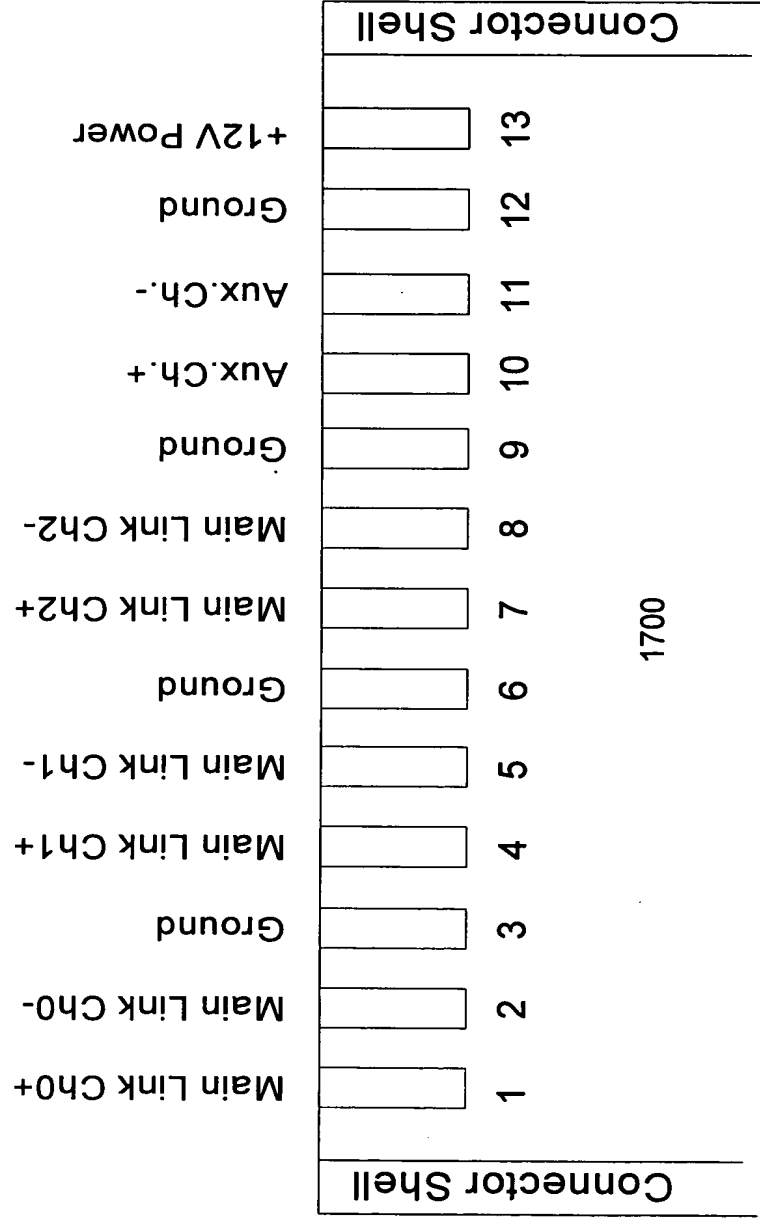 Connector Shell
Main Link Ch0+ 1
Main Link Ch0- 2
Ground 3
Main Link Ch1+ 4
Main Link Ch1- 5
Ground 6
Main Link Ch2+ 7
Main Link Ch2- 8
Ground 9
Aux.Ch.+ 10
Aux.Ch.- 11
Ground 12
+12V Power 13
Connector Shell
1700